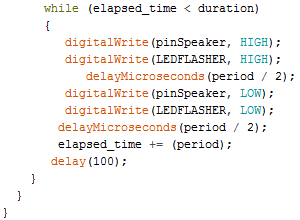 while (elapsed_time < duration)
{
digitalWrite(pinSpeaker, HIGH);
digitalWrite(LEDFLASHER, HIGH);
delayMicroseconds(period / 2);
digitalWrite(pinSpeaker, LOW);
digitalWrite(LEDFLASHER, LOW);
delayMicroseconds(period / 2);
elapsed_time += (period);
delay(100);
}
}
}